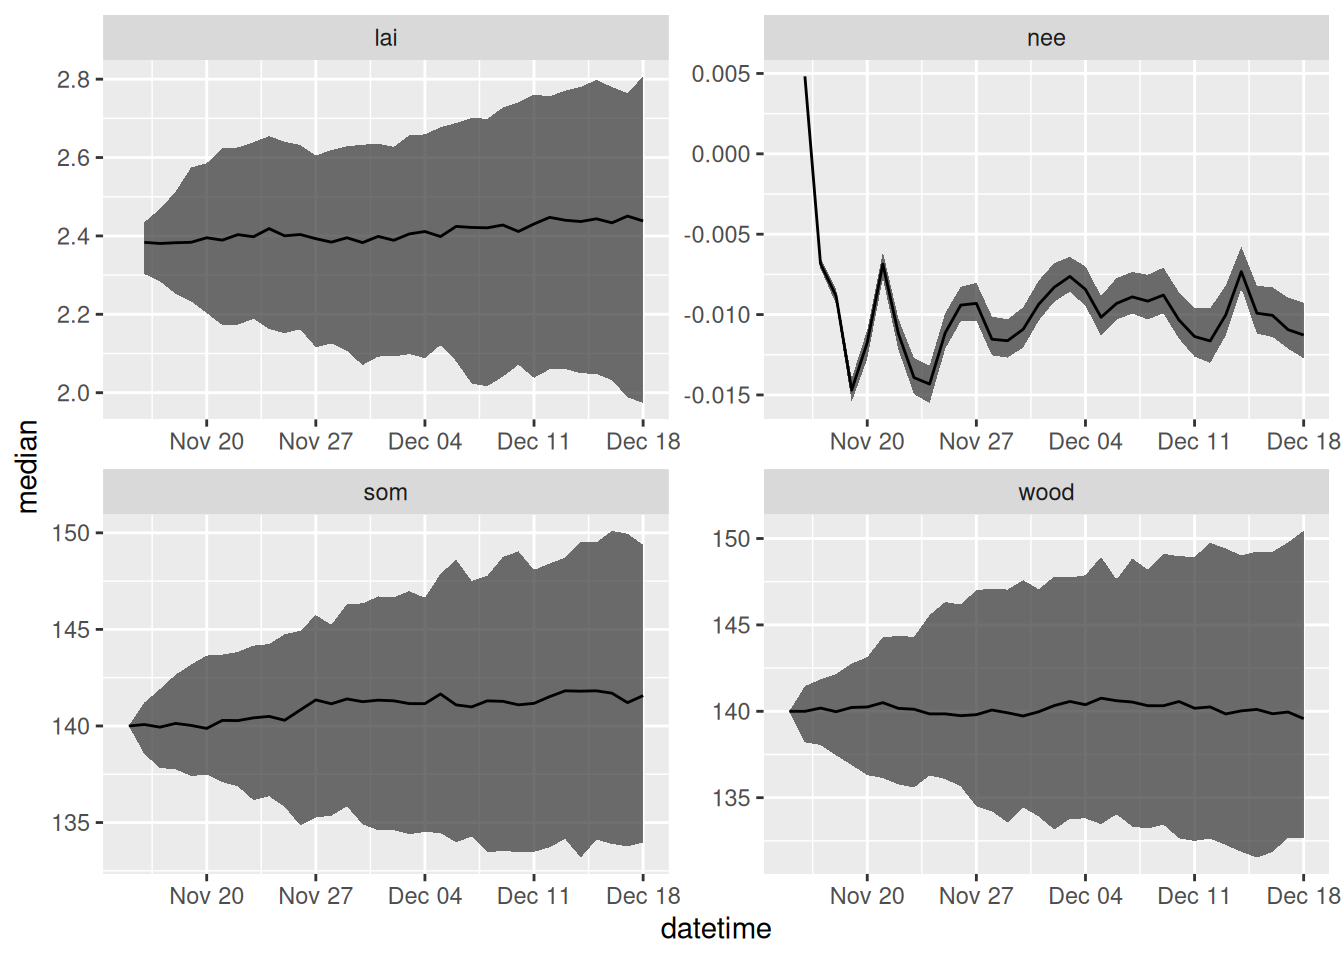 lai
nee
2.8
2.6
2.4
2.2
2.0
0.005
0.000
-0.005
-0.010
-0.015
Nov 20 Nov 27 Dec 04 Dec 11 Dec 18
Nov 20 Nov 27 Dec 04 Dec 11 Dec 18
median
som
wood
150
145
140
135
150
145
140
135
Nov 20 Nov 27 Dec 04 Dec 11 Dec 18
Nov 20 Nov 27 Dec 04 Dec 11 Dec 18
datetime